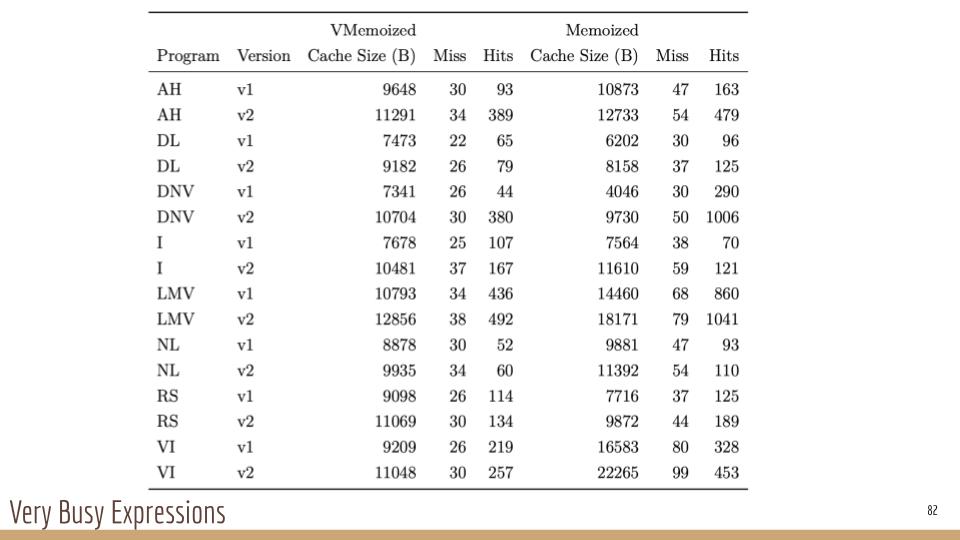 VMemoized Memoized
Program Version Cache Size (B) Miss Hits Cache Size (B) Miss Hits
AH v1 9648 30 93 10873 47 163
AH v2 11291 34 389 12733 54 479
DL v1 7473 22 65 6202 30 96
DL v2 9182 26 79 8158 37 125
DNV v1 7341 26 44 4046 30 290
DNV v2 10704 30 380 9730 50 1006
I v1 7678 25 107 7564 38 70
I v2 10481 37 167 11610 59 121
LMV v1 10793 34 436 14460 68 860
LMV v2 12856 38 492 18171 79 1041
NL v1 8878 30 52 9881 47 93
NL v2 9935 34 60 11392 54 110
RS v1 9098 26 114 7716 37 125
RS v2 11069 30 134 9872 44 189
VI v1 9209 26 219 16583 80 328
VI v2 11048 30 257 22265 99 453
Very Busy Expressions
82